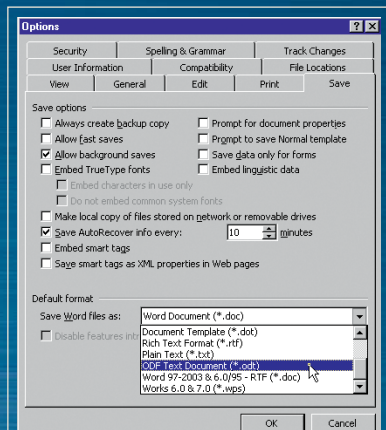 Options
Security Spelling & Grammar Track Changes
User Information Compatibility File Locations
View General Edit Print Save
Save options
Always create backup copy Prompt for document properties
Allow fast saves Prompt to save Normal template
Allow background saves Save data only for forms
Embed TrueType fonts Embed linguistic data
Embed characters in use only
Do not embed common system fonts
Make local copy of files stored on network or removable drives
Save AutoRecover info every: 10 minutes
Embed smart tags
Save smart tags as XML properties in Web pages
Default format
Save Word files as: Word Document (*.doc)
Document Template (*.dot)
Disable features
Rich Text Format (*.rtf)
Plain Text (*.txt)
ODF Text Document (*.odt)
Word 97-2003 & 6.0/95 - RTF (*.doc)
Works 6.0 & 7.0 (*.wps)
OK Cancel